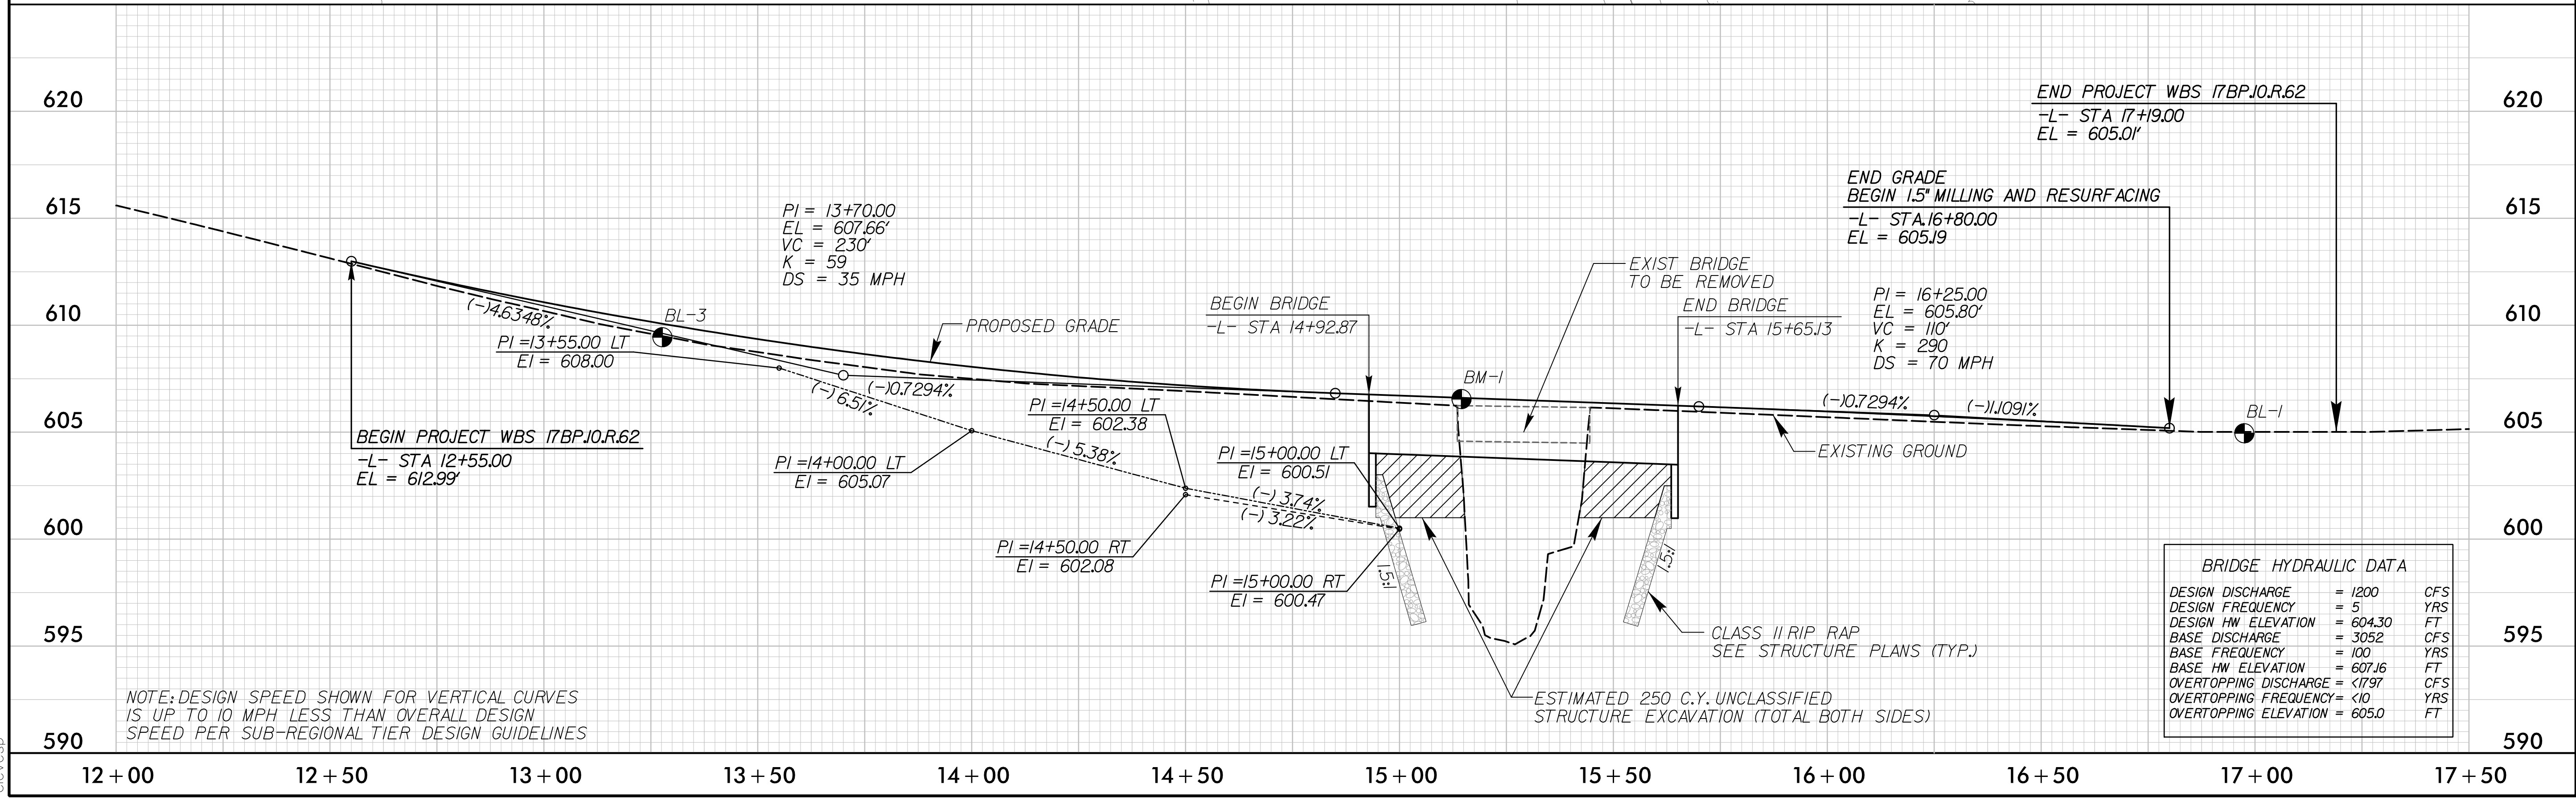 620
615
610
605
600
595
590
END PROJECT WBS 17BP.10.R.62
-L- STA 17+19.00
EL = 605.01'
620
615
610
605
600
595
590
END GRADE
BEGIN 1.5" MILLING AND RESURFACING
-L- STA.16+80.00
EL = 605.19
PI = 13+70.00
EL = 607.66'
VC = 230'
K = 59
DS = 35 MPH
EXIST BRIDGE
TO BE REMOVED
BEGIN BRIDGE
-L- STA 14+92.87
END BRIDGE
-L- STA 15+65.13
PI = 16+25.00
EL = 605.80'
VC = 110'
K = 290
DS = 70 MPH
(-)4.6348%
BL-3
PROPOSED GRADE
PI =13+55.00 LT
El = 608.00
(-)6.51%
(-)0.7294%
BM-1
(-)0.7294%
(-)1.1091%
BL-1
PI =14+50.00 LT
El = 602.38
BEGIN PROJECT WBS 17BP.10.R.62
-L- STA 12+55.00
EL = 612.99'
(-)5.38%
PI =14+00.00 LT
El = 605.07
PI =15+00.00 LT
El = 600.51
EXISTING GROUND
(-)3.74%
(-)3.22%
PI =14+50.00 RT
El = 602.08
PI =15+00.00 RT
El = 600.47
1.5:1
1.5:1
CLASS II RIP RAP
SEE STRUCTURE PLANS (TYP.)
ESTIMATED 250 C.Y. UNCLASSIFIED
STRUCTURE EXCAVATION (TOTAL BOTH SIDES)
BRIDGE HYDRAULIC DATA
DESIGN DISCHARGE = 1200 CFS
DESIGN FREQUENCY = 5 YRS
DESIGN HW ELEVATION = 604.30 FT
BASE DISCHARGE = 3052 CFS
BASE FREQUENCY = 100 YRS
BASE HW ELEVATION = 607.16 FT
OVERTOPPING DISCHARGE = <1797 CFS
OVERTOPPING FREQUENCY= <10 YRS
OVERTOPPING ELEVATION = 605.0 FT
NOTE: DESIGN SPEED SHOWN FOR VERTICAL CURVES
IS UP TO 10 MPH LESS THAN OVERALL DESIGN
SPEED PER SUB-REGIONAL TIER DESIGN GUIDELINES
12+00 12+50 13+00 13+50 14+00 14+50 15+00 15+50 16+00 16+50 17+00 17+50